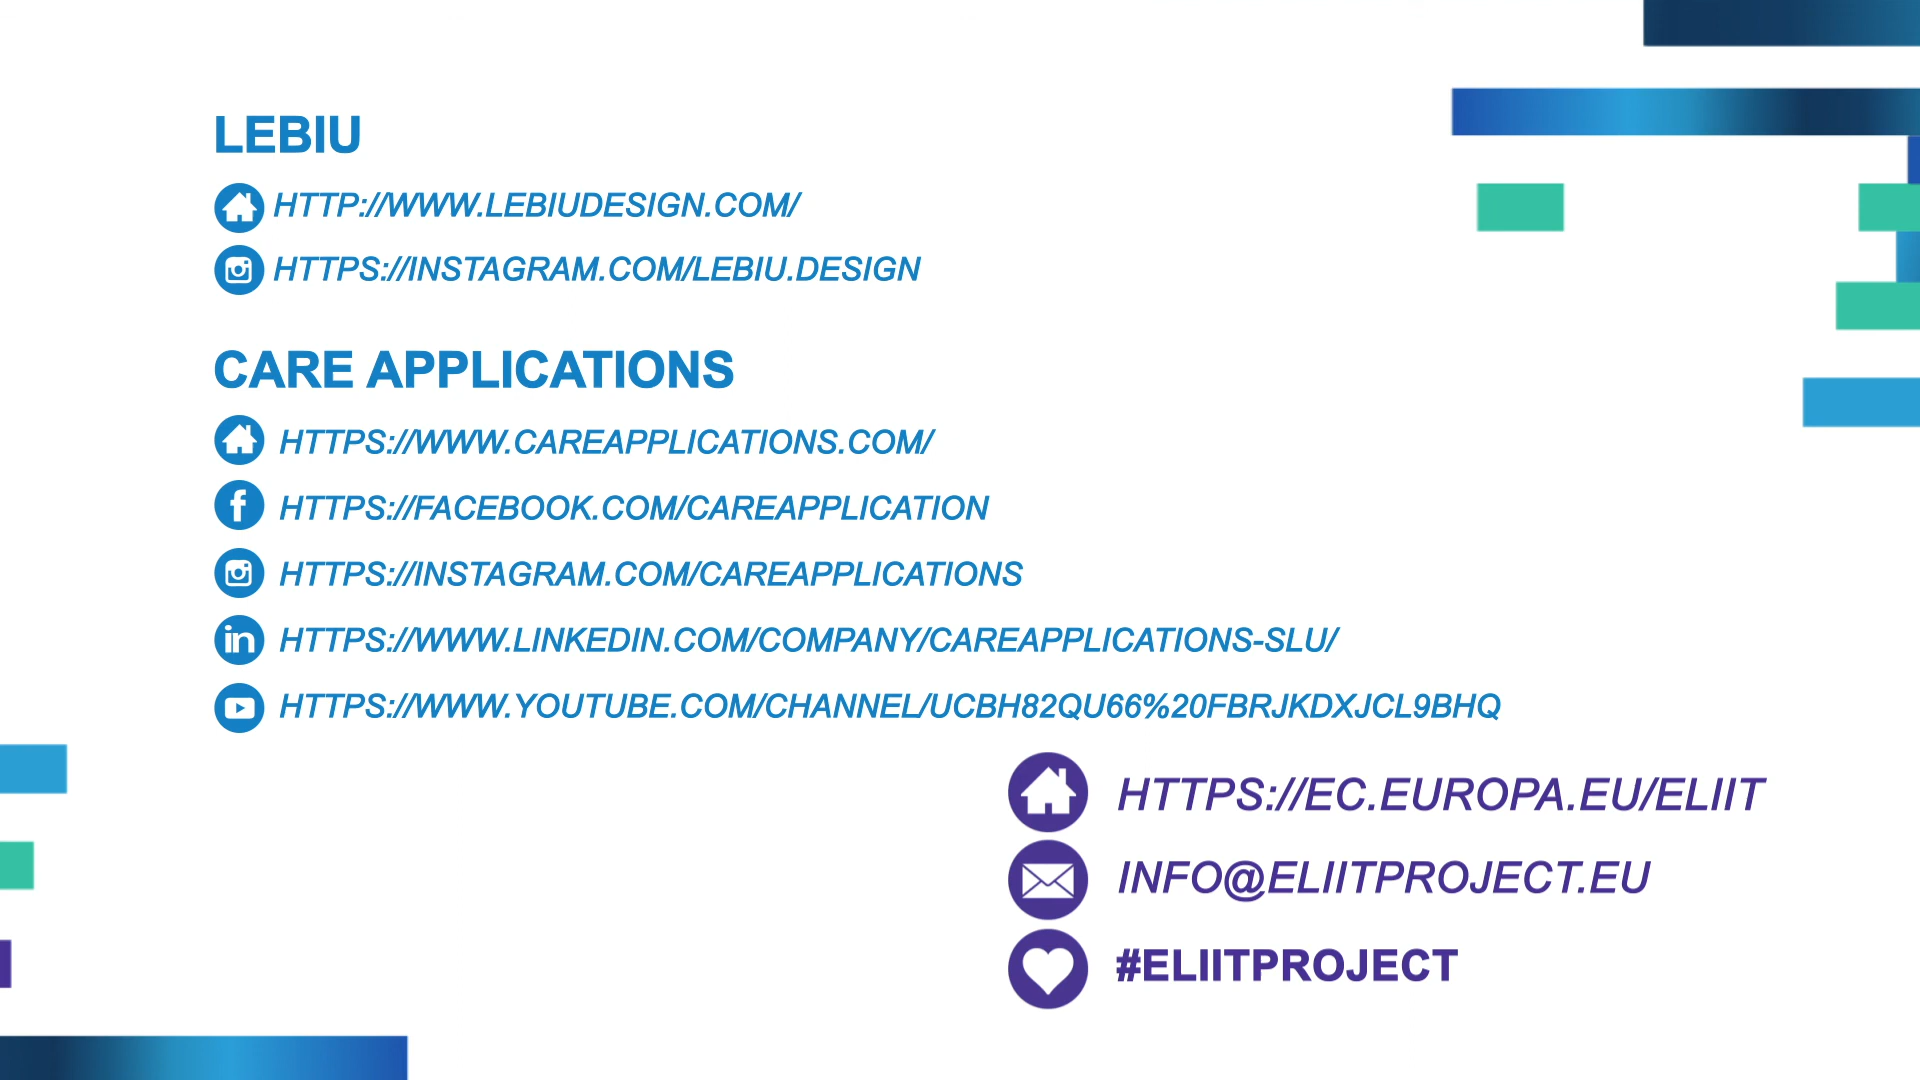 LEBIU
HTTP://WWW.LEBIUDESIGN.COM/
HTTPS://INSTAGRAM.COM/LEBIU.DESIGN
CARE APPLICATIONS
HTTPS://WWW.CAREAPPLICATIONS.COM/
HTTPS://FACEBOOK.COM/CAREAPPLICATION
HTTPS://INSTAGRAM.COM/CAREAPPLICATIONS
HTTPS://WWW.LINKEDIN.COM/COMPANY/CAREAPPLICATIONS-SLU/
HTTPS://WWW.YOUTUBE.COM/CHANNEL/UCBH82QU66%20FBRJKDXJCL9BHQ
HTTPS://EC.EUROPA.EU/ELIIT
INFO@ELIITPROJECT.EU
#ELIITPROJECT